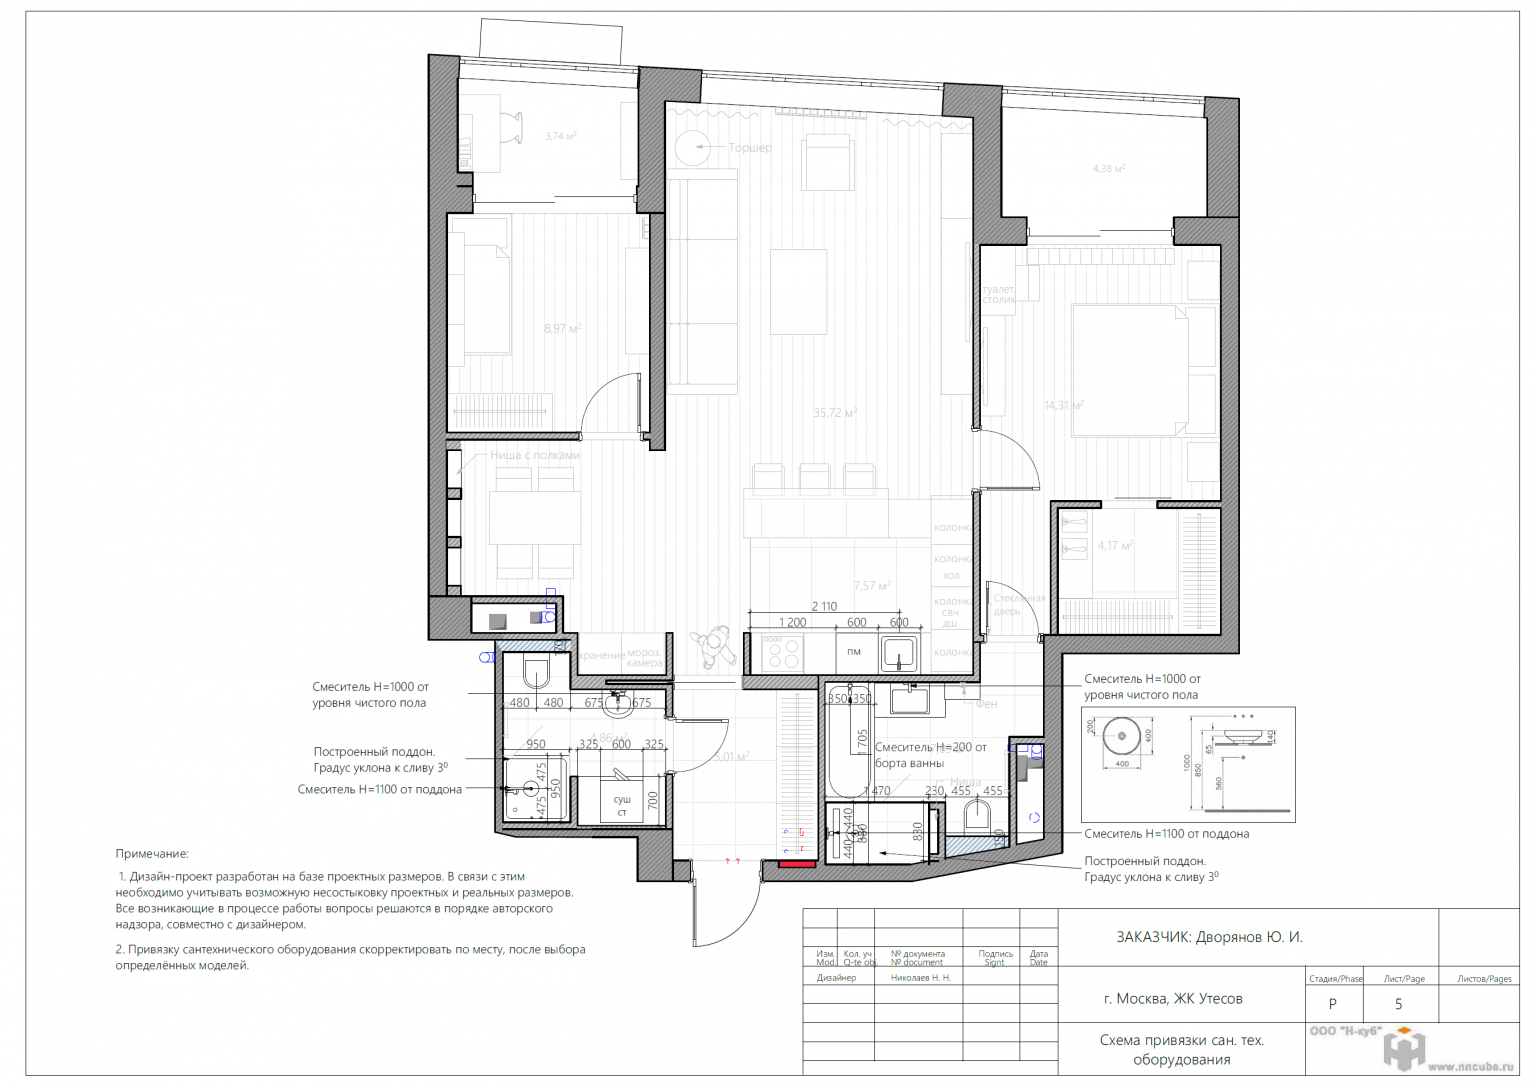 3,74 м²
Торшер
4,38 м²
туалет.
столик
8,97 м²
35,72 м²
14,31 м²
Ниша с полками
колонка
4,17 м²
колонка
хол
7,57 м²
колонка
свч
дш
Стеклянная
дверь
2 110
1 200
600
600
170
хранение
мороз.
камера
пм
колонка
Смеситель Н=1000 от
уровня чистого пола
480
480
675
675
350
350
Фен
Смеситель Н=1000 от
уровня чистого пола
200
400
400
1000
850
65
560
140
4,86 м²
5,01 м²
950
325
600
325
1 705
Смеситель Н=200 от
борта ванны
Построенный поддон.
Градус уклона к сливу 3⁰
Смеситель Н=1100 от поддона
475
475
950
суш
ст
700
Ниша
1 470
230
455
455
440
440
880
830
190
Смеситель Н=1100 от поддона
Построенный поддон.
Градус уклона к сливу 3⁰
Примечание:
1. Дизайн-проект разработан на базе проектных размеров. В связи с этим
необходимо учитывать возможную несостыковку проектных и реальных размеров.
Все возникающие в процессе работы вопросы решаются в порядке авторского
надзора, совместно с дизайнером.
2. Привязку сантехнического оборудования скорректировать по месту, после выбора
определённых моделей.
ЗАКАЗЧИК: Дворянов Ю. И.
Изм. Кол. уч № документа Подпись Дата
Mod. Q-te obj. № document Signt Date
Дизайнер Николаев Н. Н.
г. Москва, ЖК Утесов
Стадия/Phase Лист/Page Листов/Pages
Р 5
Схема привязки сан. тех.
оборудования
ООО "Н-куб"
www.nncube.ru